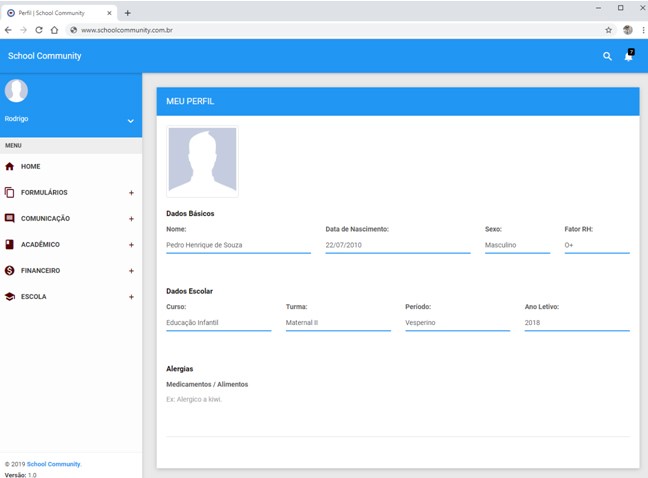 Perfil | School Community
www.schoolcommunity.com.br
School Community
7
Rodrigo
MENU
HOME
FORMULÁRIOS +
COMUNICAÇÃO +
ACADÊMICO +
FINANCEIRO +
ESCOLA +
© 2019 School Community.
Versão: 1.0
MEU PERFIL
Dados Básicos
Nome: Data de Nascimento: Sexo: Fator RH:
Pedro Henrique de Souza 22/07/2010 Masculino O+
Dados Escolar
Curso: Turma: Período: Ano Letivo:
Educação Infantil Maternal II Vesperino 2018
Alergias
Medicamentos / Alimentos
Ex: Alergico a kiwi.